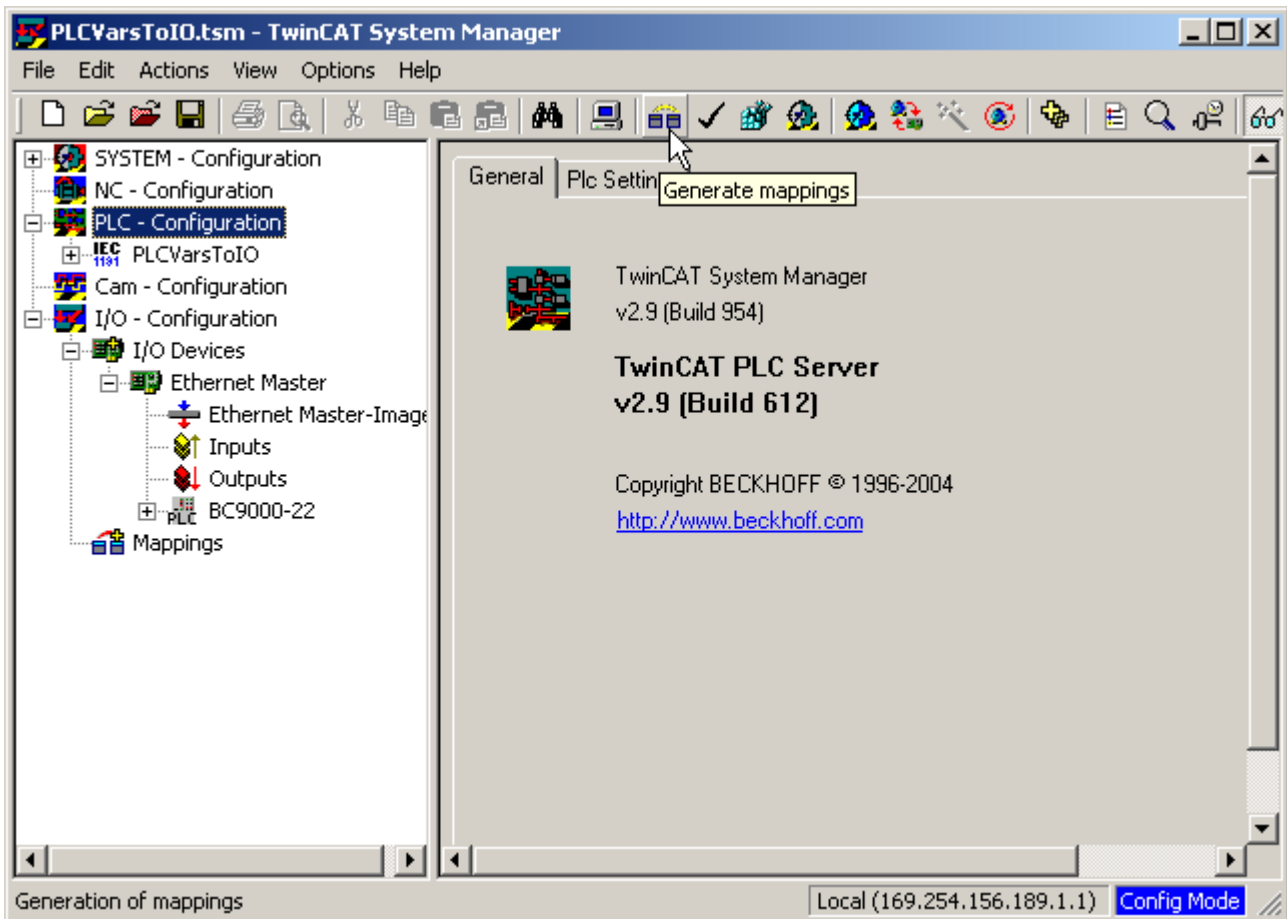 PLCVarsToIO.tsm - TwinCAT System Manager
File Edit Actions View Options Help
SYSTEM - Configuration
NC - Configuration
PLC - Configuration
IEC 1131 PLCVarsToIO
Cam - Configuration
I/O - Configuration
I/O Devices
Ethernet Master
Ethernet Master-Image
Inputs
Outputs
PLC BC9000-22
Mappings
General Plc Settin
Generate mappings
TwinCAT System Manager
v2.9 (Build 954)
TwinCAT PLC Server
v2.9 (Build 612)
Copyright BECKHOFF © 1996-2004
http://www.beckhoff.com
Generation of mappings Local (169.254.156.189.1.1) Config Mode